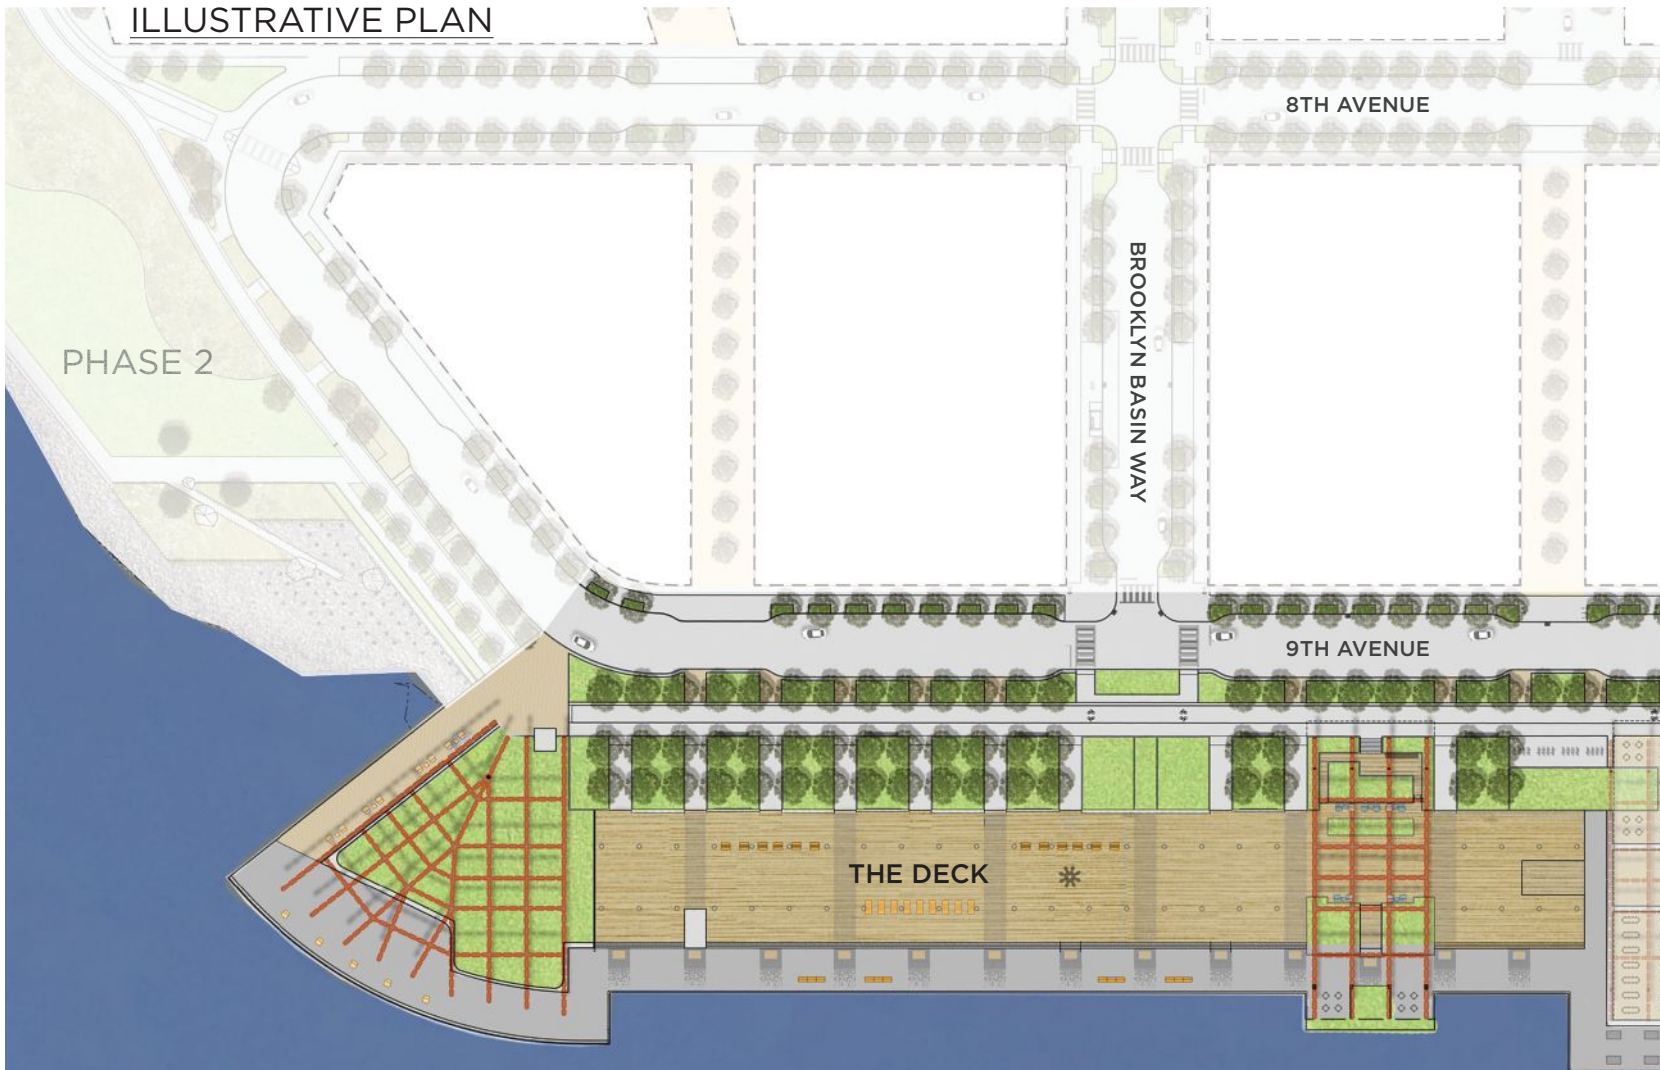 ILLUSTRATIVE PLAN
8TH AVENUE
BROOKLYN BASIN WAY
PHASE 2
9TH AVENUE
THE DECK